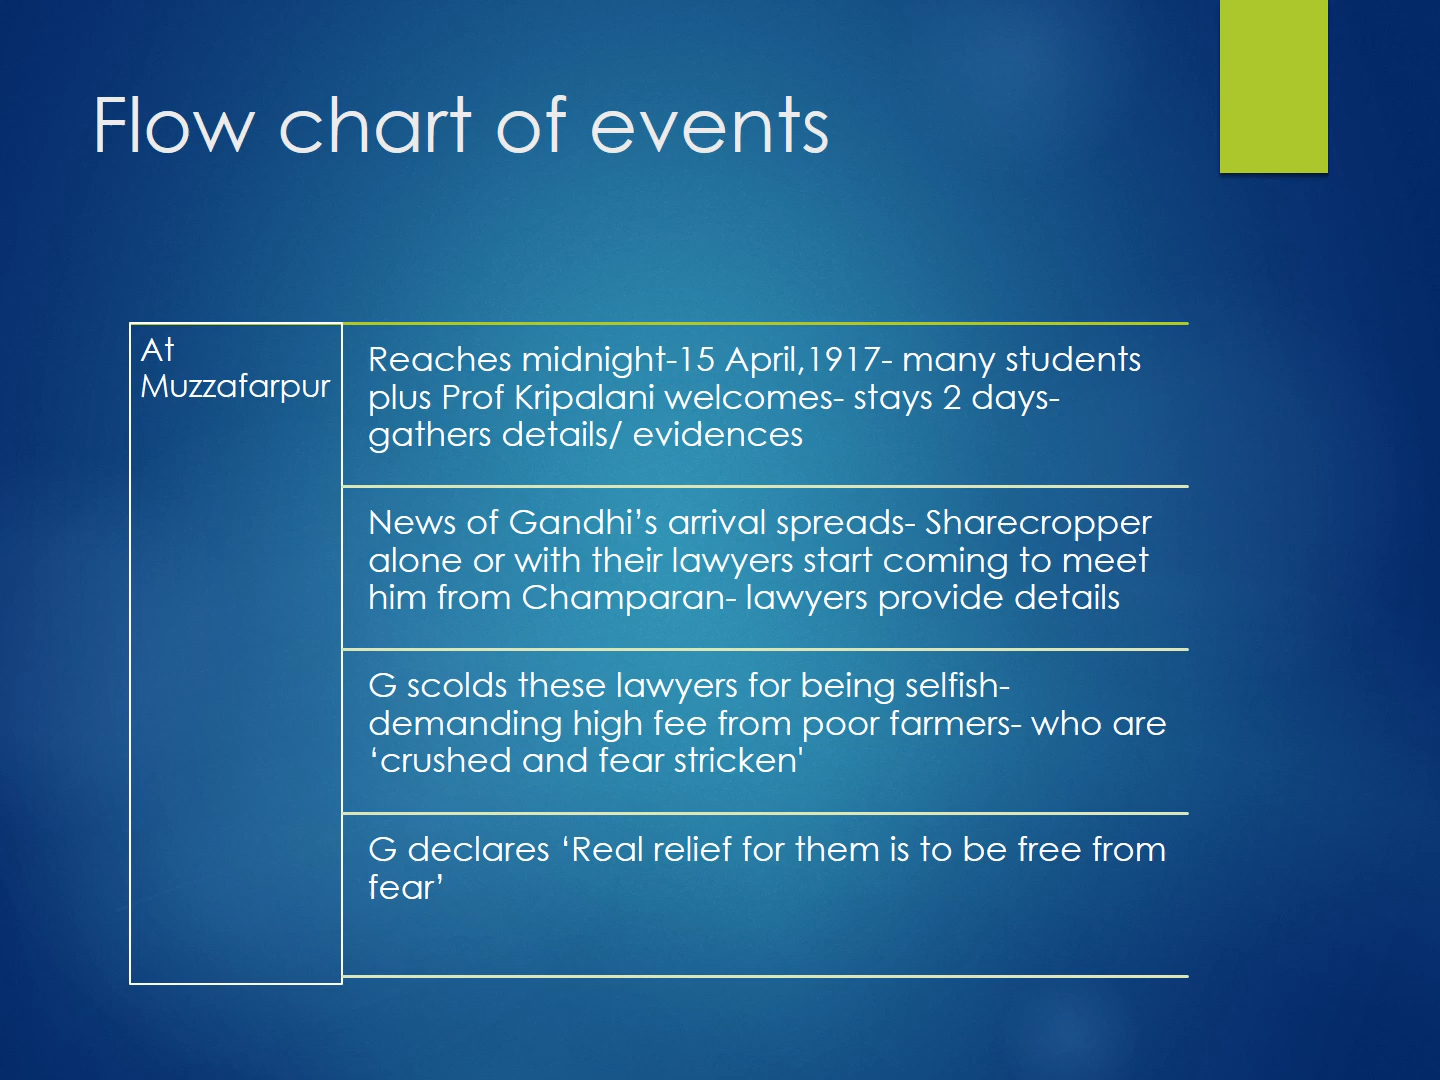 Flow chart of events
At
Muzzafarpur
Reaches midnight-15 April,1917- many students
plus Prof Kripalani welcomes- stays 2 days-
gathers details/ evidences
News of Gandhi’s arrival spreads- Sharecropper
alone or with their lawyers start coming to meet
him from Champaran- lawyers provide details
G scolds these lawyers for being selfish-
demanding high fee from poor farmers- who are
‘crushed and fear stricken'
G declares ‘Real relief for them is to be free from
fear’